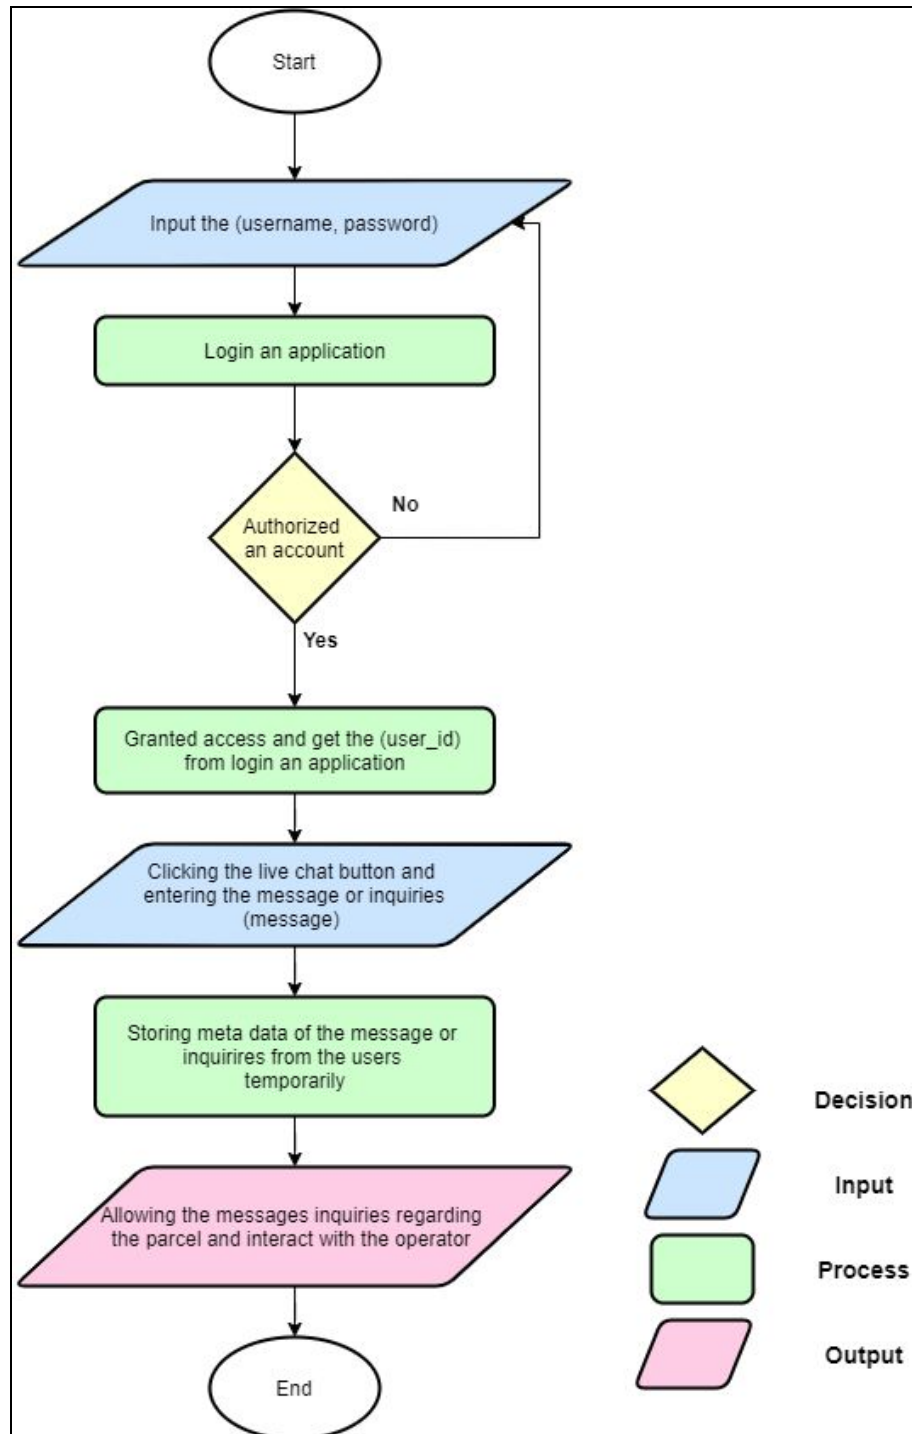 Start
Input the (username, password)
Login an application
No
Authorized
an account
Yes
Granted access and get the (user_id)
from login an application
Clicking the live chat button and
entering the message or inquiries
(message)
Storing meta data of the message or
inquirires from the users
temporarily
Decision
Input
Allowing the messages inquiries regarding
the parcel and interact with the operator
Process
Output
End